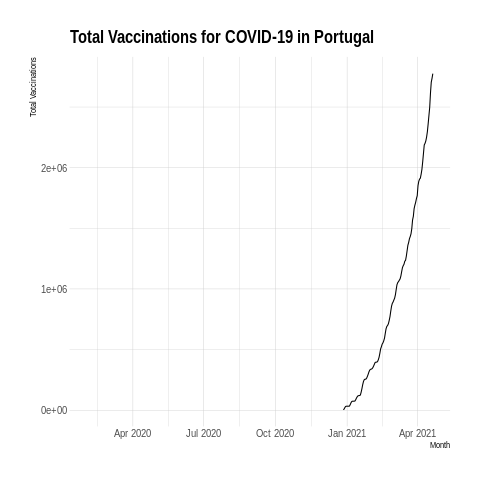 Total Vaccinations for COVID-19 in Portugal
Total Vaccinations
2e+06
1e+06
0e+00
Apr 2020 Jul 2020 Oct 2020 Jan 2021 Apr 2021
Month